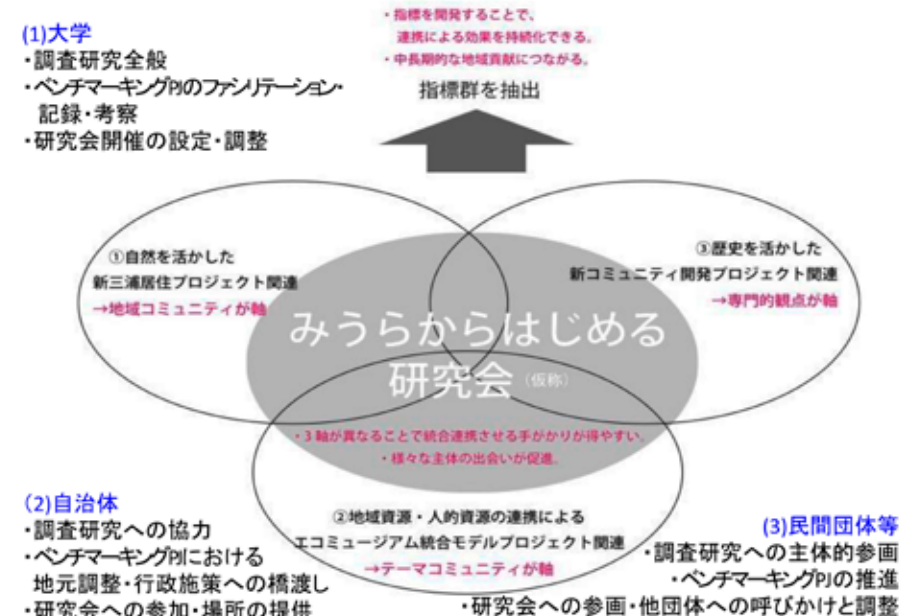 (1)大学
・調査研究全般
・ベンチマーキングPJのファシリテーション・
記録・考察
・研究会開催の設定・調整
・指標を開発することで、
連携による効果を持続化できる。
・中長期的な地域貢献につながる。
指標群を抽出
①自然を活かした
新三浦居住プロジェクト関連
→地域コミュニティが軸
③歴史を活かした
新コミュニティ開発プロジェクト関連
→専門的観点が軸
みうらからはじめる
研究会(仮称)
・3軸が異なることで統合連携させる手がかりが得やすい。
・様々な主体の出会いが促進。
②地域資源・人的資源の連携による
エコミュージアム統合モデルプロジェクト関連
→テーマコミュニティが軸
(2)自治体
・調査研究への協力
・ベンチマーキングPJにおける
地元調整・行政施策への橋渡し
・研究会への参加・場所の提供
(3)民間団体等
・調査研究への主体的参画
・ベンチマーキングPJの推進
・研究会への参画・他団体への呼びかけと調整